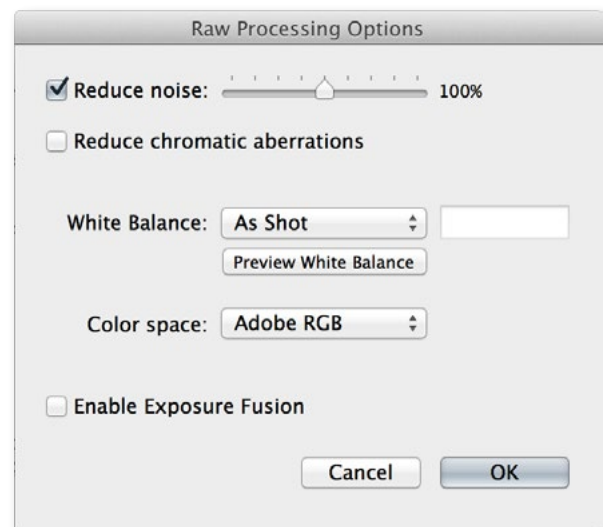 Raw Processing Options
Reduce noise: 100%
Reduce chromatic aberrations
White Balance: As Shot
Preview White Balance
Color space: Adobe RGB
Enable Exposure Fusion
Cancel OK